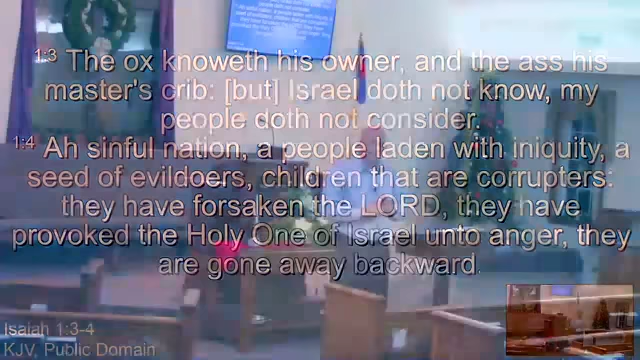 1:3 The ox knoweth his owner, and the ass his
master's crib: [but] Israel doth not know, my
people doth not consider.
1:4 Ah sinful nation, a people laden with iniquity, a
seed of evildoers, children that are corrupters:
they have forsaken the LORD, they have
provoked the Holy One of Israel unto anger, they
are gone away backward.
Isaiah 1:3-4
KJV, Public Domain